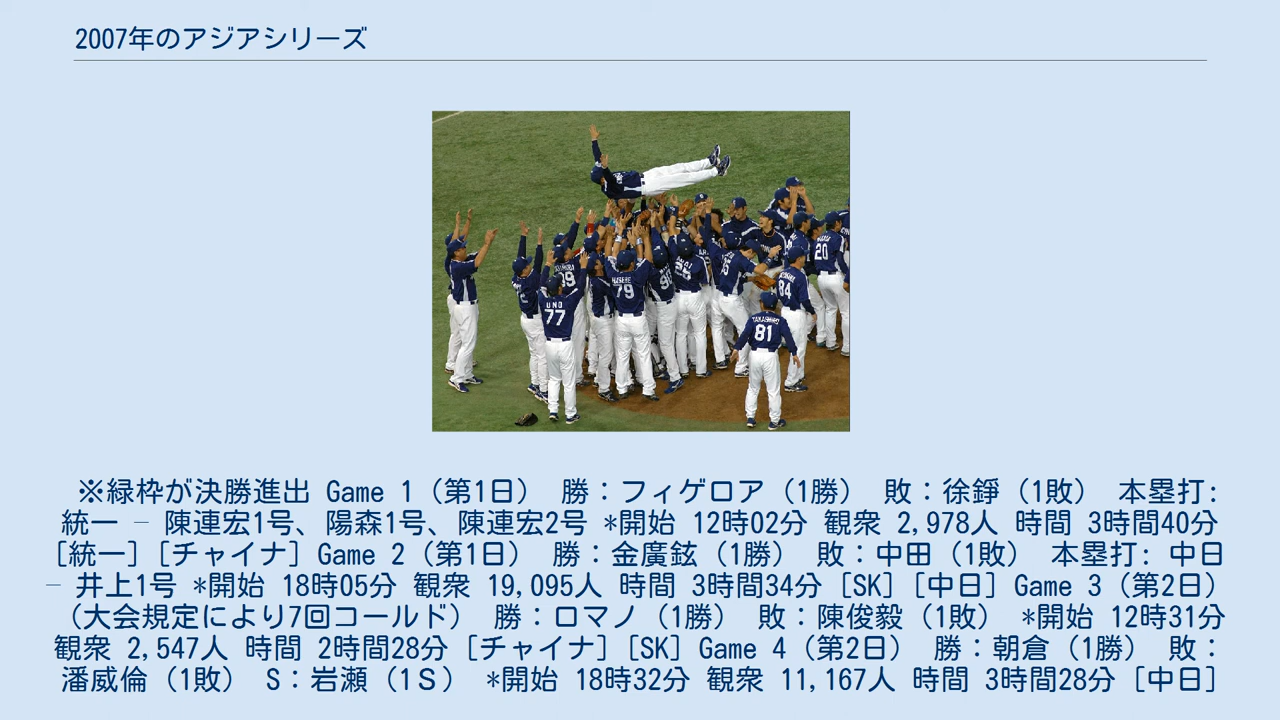 2007年のアジアシリーズ
UNO
77
79
20
84
81
※緑枠が決勝進出 Game 1（第1日） 勝：フィゲロア（1勝） 敗：徐錚（1敗） 本塁打:
統一 – 陳連宏1号、陽森1号、陳連宏2号 *開始 12時02分 観衆 2,978人 時間 3時間40分
[統一] [チャイナ] Game 2（第1日） 勝：金廣鉉（1勝） 敗：中田（1敗） 本塁打: 中日
– 井上1号 *開始 18時05分 観衆 19,095人 時間 3時間34分 [SK] [中日] Game 3（第2日）
（大会規定により7回コールド） 勝：ロマノ（1勝） 敗：陳俊毅（1敗） *開始 12時31分
観衆 2,547人 時間 2時間28分 [チャイナ] [SK] Game 4（第2日） 勝：朝倉（1勝） 敗：
潘威倫（1敗） S：岩瀬（1Ｓ） *開始 18時32分 観衆 11,167人 時間 3時間28分 [中日]